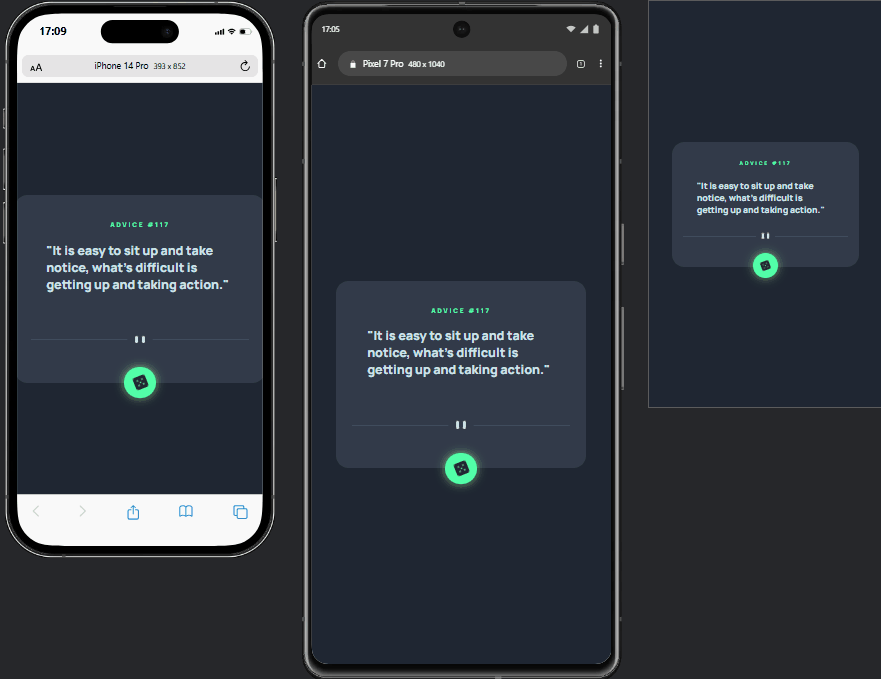 17:09
AA
iPhone 14 Pro 393 x 852
ADVICE #117
"It is easy to sit up and take
notice, what's difficult is
getting up and taking action."
17:05
Pixel 7 Pro 480 x 1040
1
ADVICE #117
"It is easy to sit up and take
notice, what's difficult is
getting up and taking action."
ADVICE #117
"It is easy to sit up and take
notice, what's difficult is
getting up and taking action."